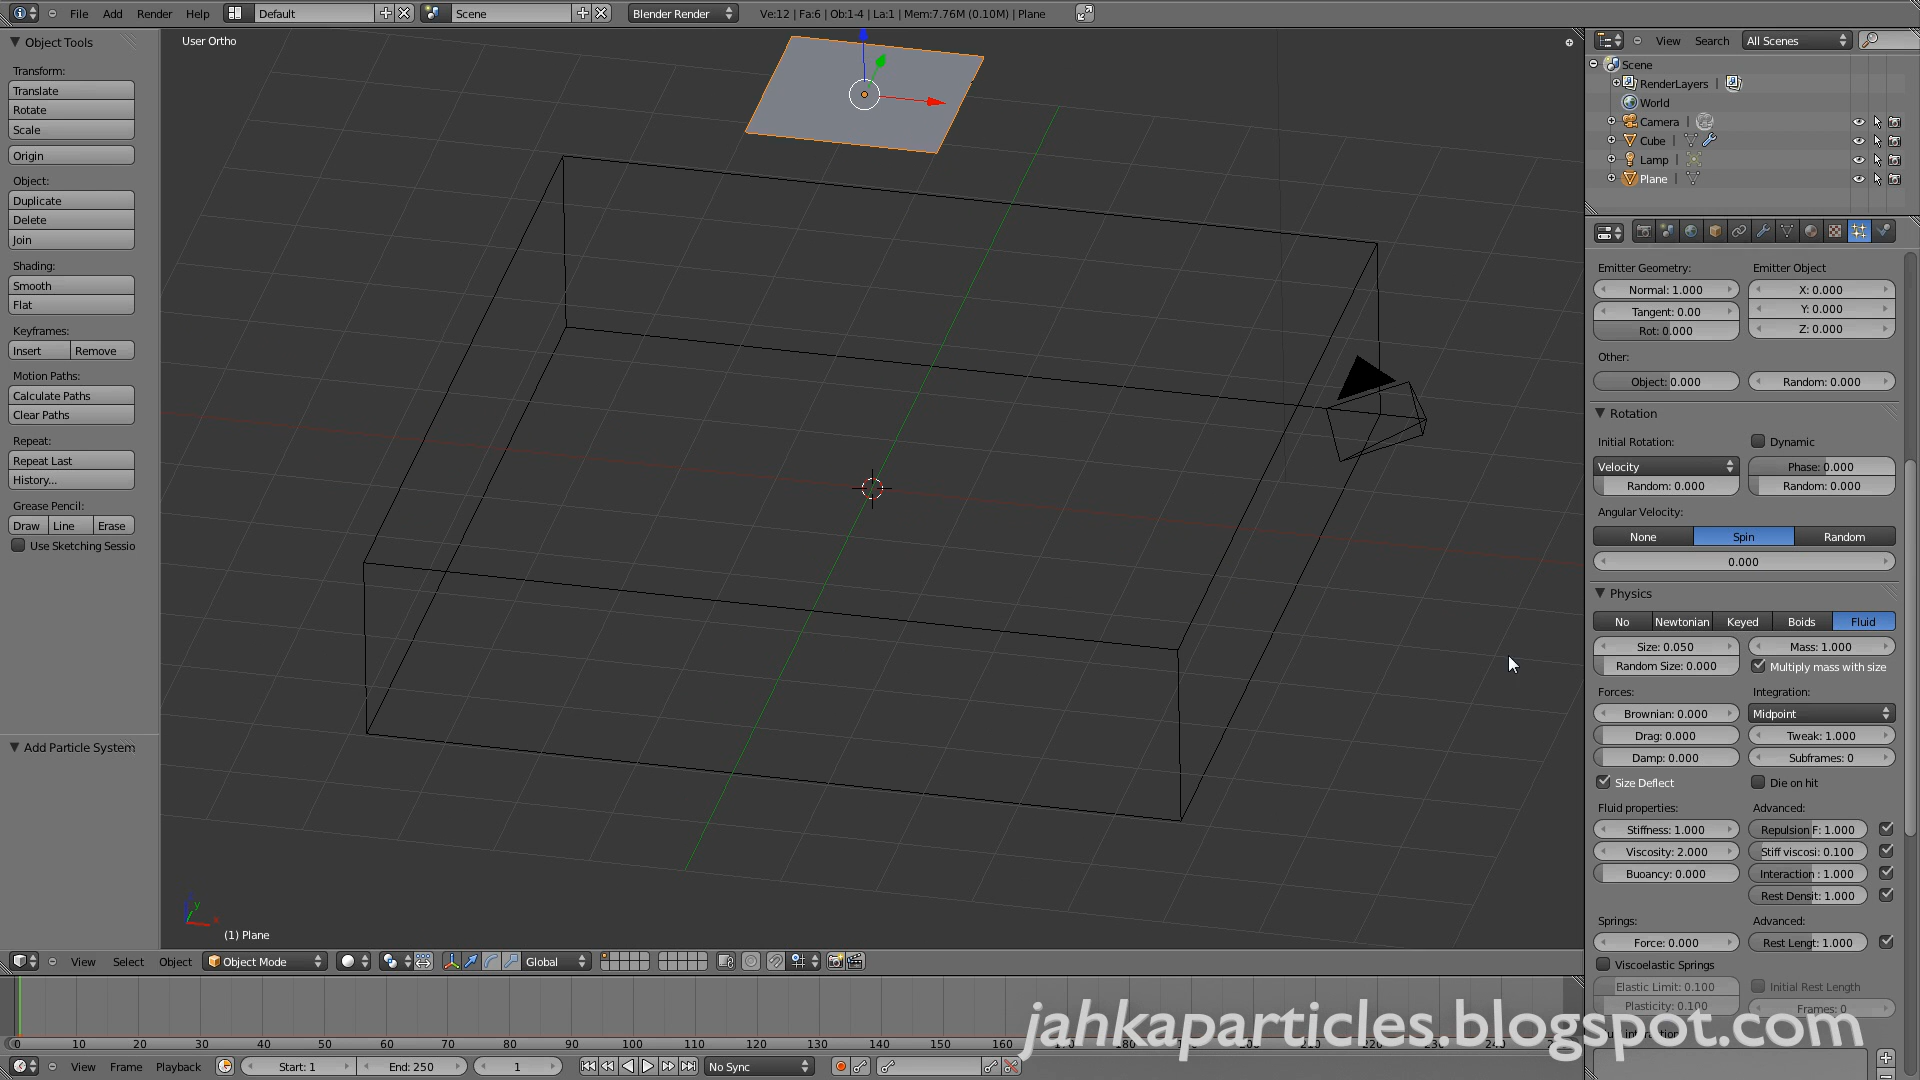 File Add Render Help Default Scene Blender Render Ve:12 | Fa:6 | Ob:1-4 | La:1 | Mem:7.76M (0.10M) | Plane
Object Tools
Transform:
Translate
Rotate
Scale
Origin
Object:
Duplicate
Delete
Join
Shading:
Smooth
Flat
Keyframes:
Insert Remove
Motion Paths:
Calculate Paths
Clear Paths
Repeat:
Repeat Last
History...
Grease Pencil:
Draw Line Erase
Use Sketching Sessio
Add Particle System
User Ortho
y
x
(1) Plane
View Search All Scenes
Scene
RenderLayers |
World
Camera |
Cube |
Lamp |
Plane |
Emitter Geometry: Emitter Object
Normal: 1.000 X: 0.000
Tangent: 0.00 Y: 0.000
Rot: 0.000 Z: 0.000
Other:
Object: 0.000 Random: 0.000
Rotation
Initial Rotation: Dynamic
Velocity Phase: 0.000
Random: 0.000 Random: 0.000
Angular Velocity:
None Spin Random
0.000
Physics
No Newtonian Keyed Boids Fluid
Size: 0.050 Mass: 1.000
Random Size: 0.000 Multiply mass with size
Forces: Integration:
Brownian: 0.000 Midpoint
Drag: 0.000 Tweak: 1.000
Damp: 0.000 Subframes: 0
Size Deflect Die on hit
Fluid properties: Advanced:
Stiffness: 1.000 Repulsion F: 1.000
Viscosity: 2.000 Stiff viscosi: 0.100
Buoancy: 0.000 Interaction : 1.000
Rest Densit: 1.000
Springs: Advanced:
Force: 0.000 Rest Lengt: 1.000
Viscoelastic Springs
Elastic Limit: 0.100 Initial Rest Length
Plasticity: 0.100 Frames: 0
View Select Object Object Mode Global
0 10 20 30 40 50 60 70 80 90 100 110 120 130 140 150 160
jahkaparticles.blogspot.com
View Frame Playback Start: 1 End: 250 1 No Sync